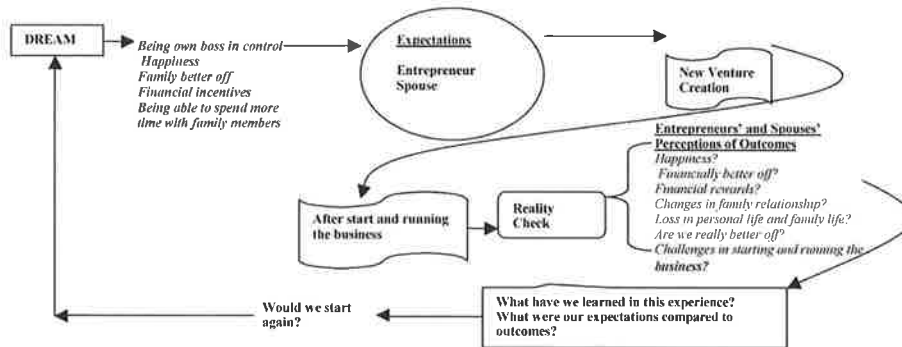 DREAM
Being own boss in control
Happiness
Family better off
Financial incentives
Being able to spend more
time with family members
Expectations
Entrepreneur
Spouse
New Venture
Creation
Entrepreneurs' and Spouses'
Perceptions of Outcomes
Happiness?
Financially better off?
Financial rewards?
Changes in family relationship?
Loss in personal life and family life?
Are we really better off?
Challenges in starting and running the
business?
After start and running
the business
Reality
Check
What have we learned in this experience?
What were our expectations compared to
outcomes?
Would we start
again?